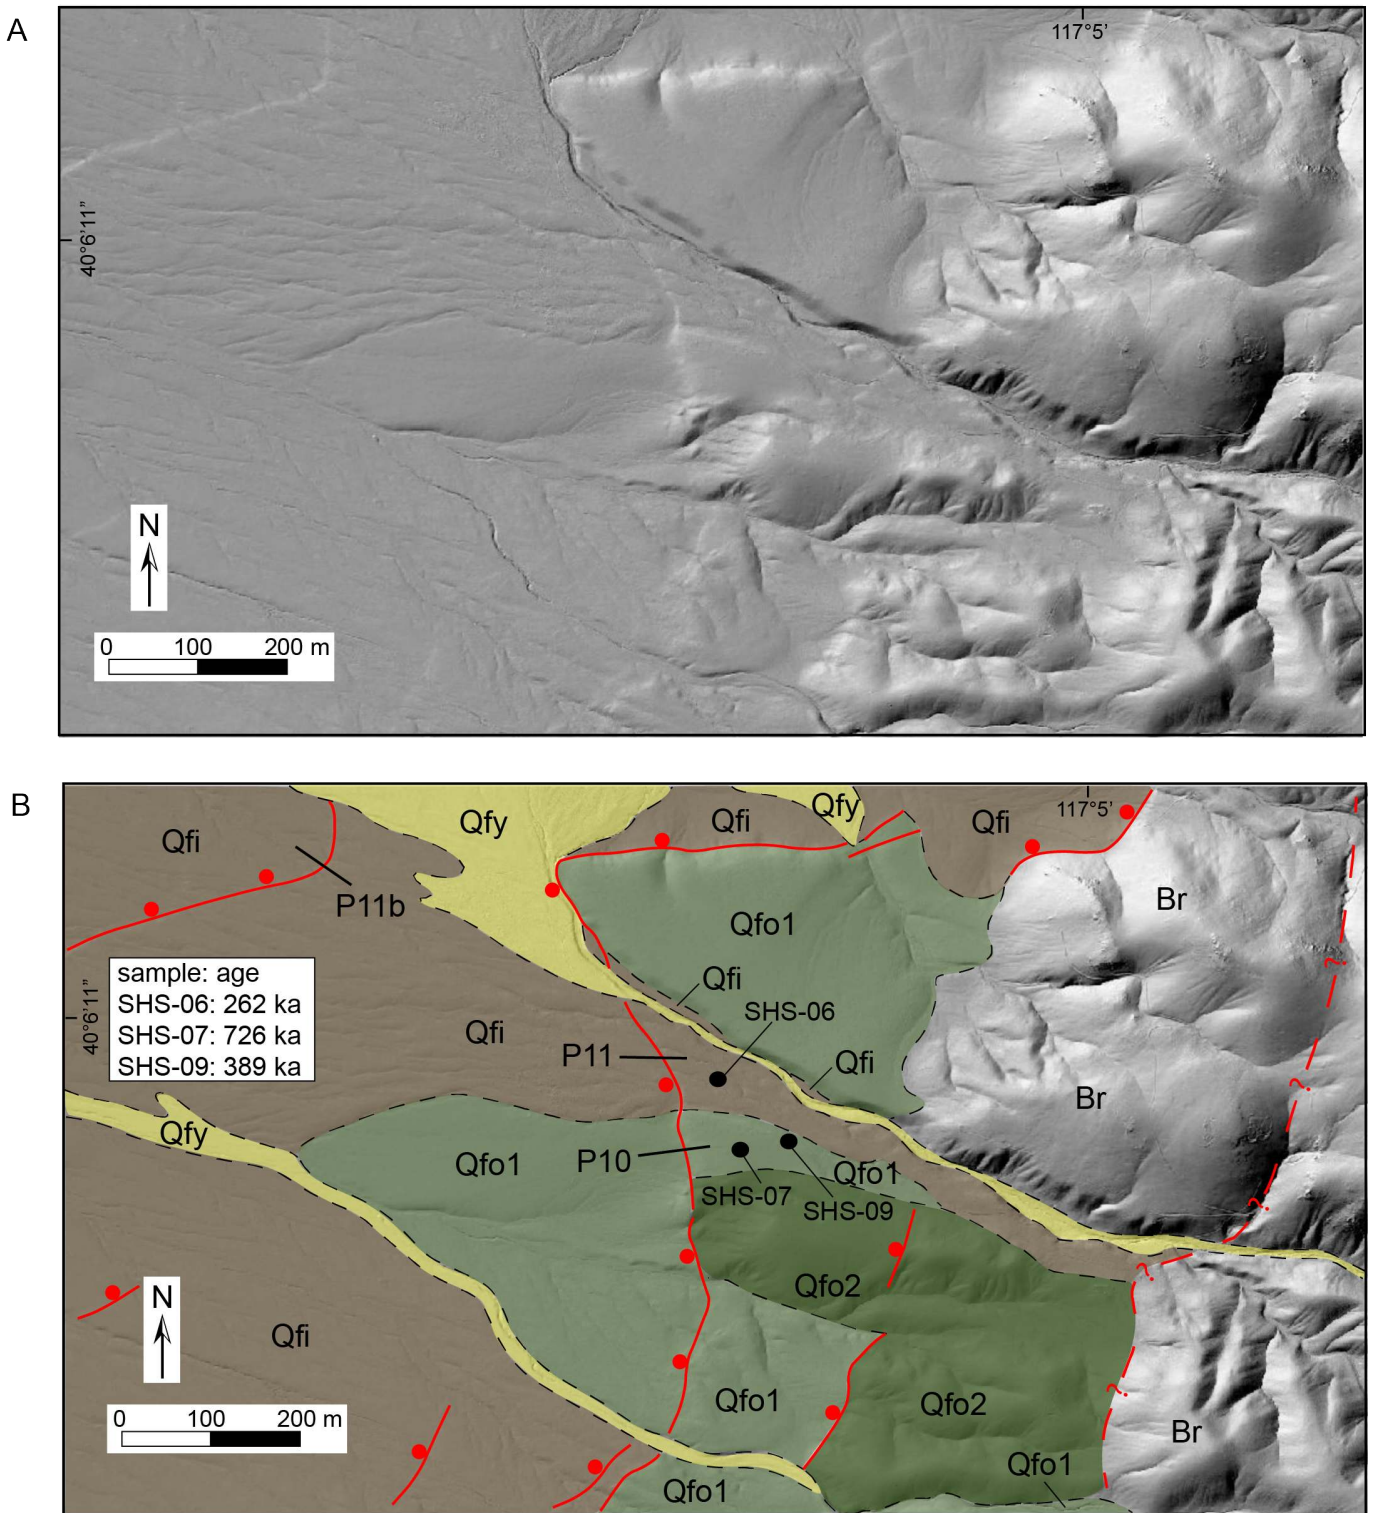 A
117°5’
40°6’11”
N
0 100 200 m
B
117°5’
Qfy
Qfy
Qfi
Qfi
Qfi
P11b
Br
Qfo1
sample: age
SHS-06: 262 ka
SHS-07: 726 ka
SHS-09: 389 ka
Qfi
SHS-06
40°6’11”
Qfi
P11
Qfi
Br
Qfy
Qfo1
P10
Qfo1
SHS-07
SHS-09
?
?
?
?
?
Qfo2
N
Qfi
Qfo1
Qfo2
Br
0 100 200 m
Qfo1
Qfo1